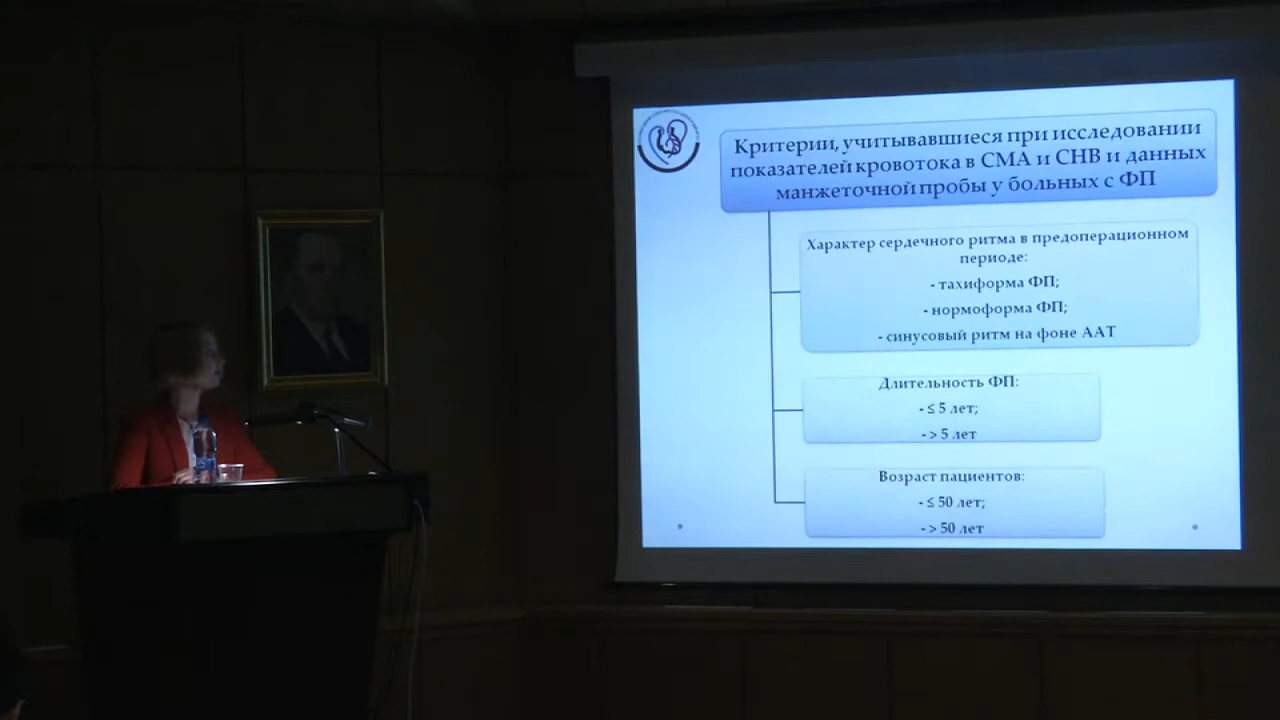 Критерии, учитывавшиеся при исследовании
показателей кровотока в СМА и СНВ и данных
манжеточной пробы у больных с ФП
Характер сердечного ритма в предоперационном
периоде:
- тахиформа ФП;
- нормоформа ФП;
- синусовый ритм на фоне ААТ
Длительность ФП:
- ≤ 5 лет;
- > 5 лет
Возраст пациентов:
- ≤ 50 лет;
- > 50 лет